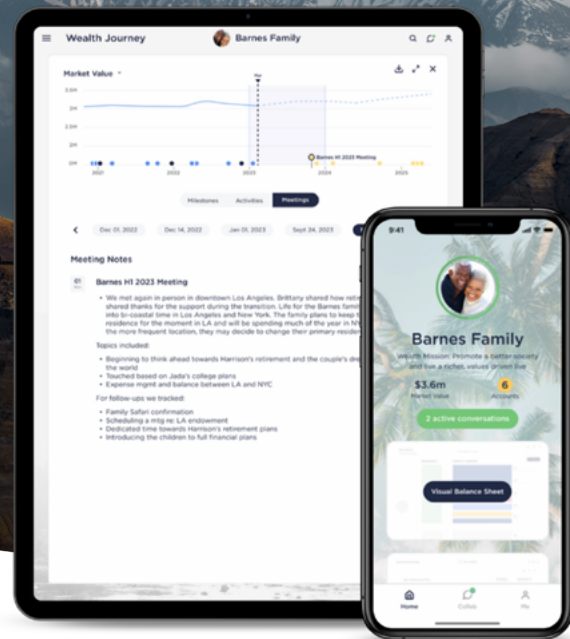 Wealth Journey
Barnes Family
Market Value
3.5m
3m
2.5m
2m
0M
2021 2022 2023 2024 2025
Barnes H1 2023 Meeting
Milestones Activities Meetings
Dec 01, 2022 Dec 14, 2022 Jan 01, 2023 Sept 24, 2023
Meeting Notes
01
Barnes H1 2023 Meeting
• We met again in person in downtown Los Angeles. Brittany shared how
shared thanks for the support during the transition. Life for the Barnes
into bi-coastal time in Los Angeles and New York. The family plans to keep
residence for the moment in LA and will be spending much of the year in
the more frequent location, they may decide to change their primary
Topics included:
• Beginning to think ahead towards Harrison's retirement and the couple's
the world
• Touched based on Jada's college plans
• Expense mgmt and balance between LA and NYC
For follow-ups we tracked:
• Family Safari confirmation
• Scheduling a mtg re: LA endowment
• Dedicated time towards Harrison's retirement plans
• Introducing the children to full financial plans
9:41
Barnes Family
Wealth Mission: Promote a better society
and live a richer, values driven live
$3.6m
Market Value
6
Accounts
2 active conversations
Visual Balance Sheet
Home Collab Me